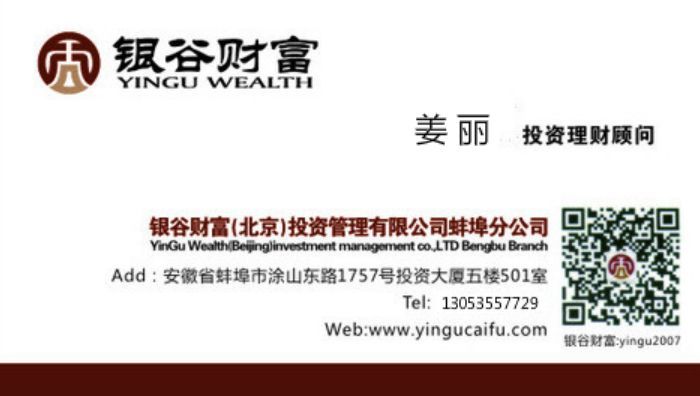 银谷财富
YINGU WEALTH
姜丽 投资理财顾问
银谷财富(北京)投资管理有限公司蚌埠分公司
YinGu Wealth(Beijing)investment management co.,LTD Bengbu Branch
Add：安徽省蚌埠市涂山东路1757号投资大厦五楼501室
Tel: 13053557729
Web:www.yingucaifu.com
银谷财富:yingu2007